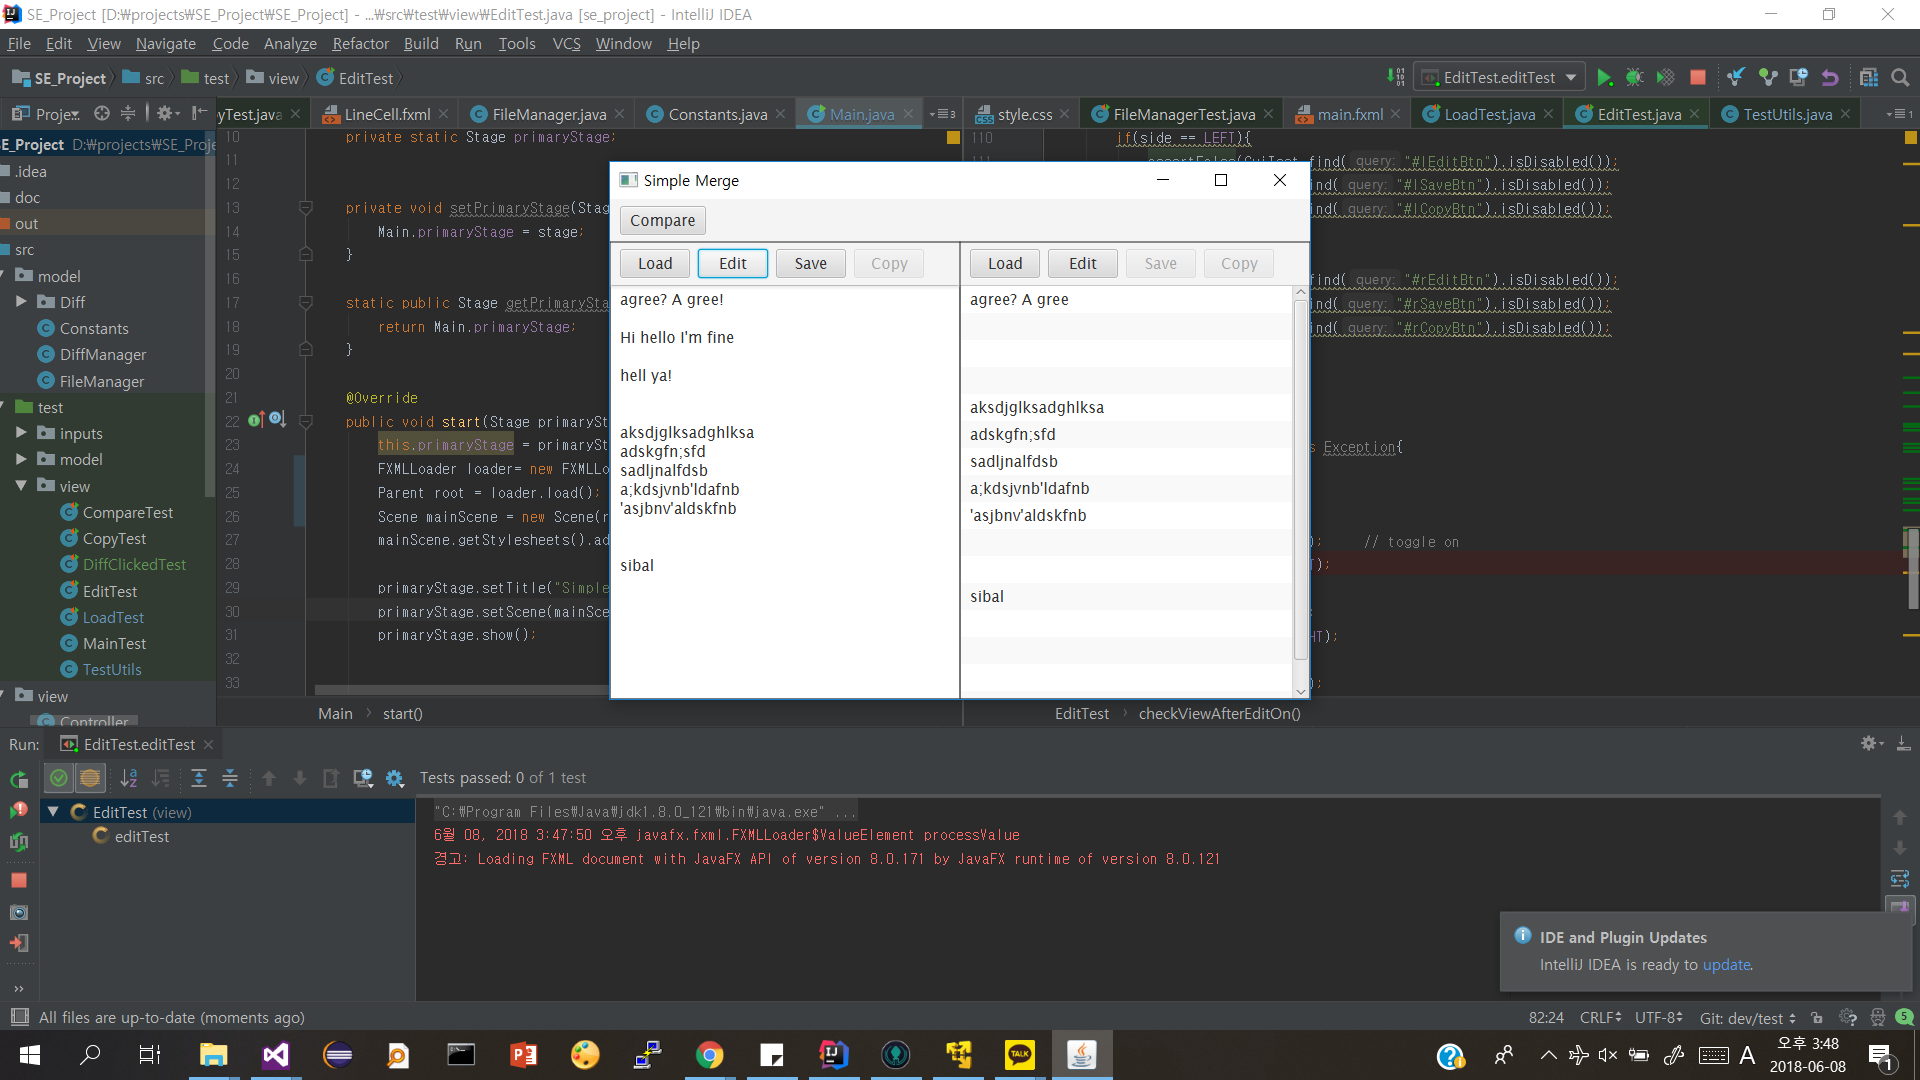 SE_Project [D:₩projects₩SE_Project₩SE_Project] - ...₩src₩test₩view₩EditTest.java [se_project] - IntelliJ IDEA
File Edit View Navigate Code Analyze Refactor Build Run Tools VCS Window Help
SE_Project src test view EditTest
EditTest.editTest
Proje
yTest.java LineCell.fxml FileManager.java Constants.java Main.java
style.css FileManagerTest.java main.fxml LoadTest.java EditTest.java TestUtils.java
E_Project D:₩projects₩SE_Proje
.idea
doc
out
src
model
Diff
Constants
DiffManager
FileManager
test
inputs
model
view
CompareTest
CopyTest
DiffClickedTest
EditTest
LoadTest
MainTest
TestUtils
view
Controller
10 private static Stage primaryStage;
11
12
13 private void setPrimaryStage(Stag
14 Main.primaryStage = stage;
15 }
16
17 static public Stage getPrimarySta
18 return Main.primaryStage;
19 }
20
21 @Override
22 public void start(Stage primarySt
23 this.primaryStage = primarySt
24 FXMLLoader loader= new FXMLLo
25 Parent root = loader.load();
26 Scene mainScene = new Scene(r
27 mainScene.getStylesheets().ad
28
29 primaryStage.setTitle("Simple
30 primaryStage.setScene(mainSce
31 primaryStage.show();
32
33
Main start()
Simple Merge
Compare
Load Edit Save Copy
agree? A gree!
Hi hello I'm fine
hell ya!
aksdjglksadghlksa
adskgfn;sfd
sadljnalfdsb
a;kdsjvnb'ldafnb
'asjbnv'aldskfnb
sibal
Load Edit Save Copy
agree? A gree
aksdjglksadghlksa
adskgfn;sfd
sadljnalfdsb
a;kdsjvnb'ldafnb
'asjbnv'aldskfnb
sibal
110 if(side == LEFT){
find( query: "#lEditBtn").isDisabled());
ind( query: "#lSaveBtn").isDisabled());
nd( query: "#lCopyBtn").isDisabled());
find( query: "#rEditBtn").isDisabled());
ind( query: "#rSaveBtn").isDisabled());
ind( query: "#rCopyBtn").isDisabled());
s Exception{
); // toggle on
T);
;
HT);
);
EditTest checkViewAfterEditOn()
Run: EditTest.editTest
Tests passed: 0 of 1 test
EditTest (view)
editTest
"C:₩Program Files₩Java₩jdk1.8.0_121₩bin₩java.exe" ...
6월 08, 2018 3:47:50 오후 javafx.fxml.FXMLLoader$ValueElement processValue
경고: Loading FXML document with JavaFX API of version 8.0.171 by JavaFX runtime of version 8.0.121
IDE and Plugin Updates
IntelliJ IDEA is ready to update.
All files are up-to-date (moments ago)
82:24 CRLF UTF-8 Git: dev/test 5
TALK
A
오후 3:48
2018-06-08
1